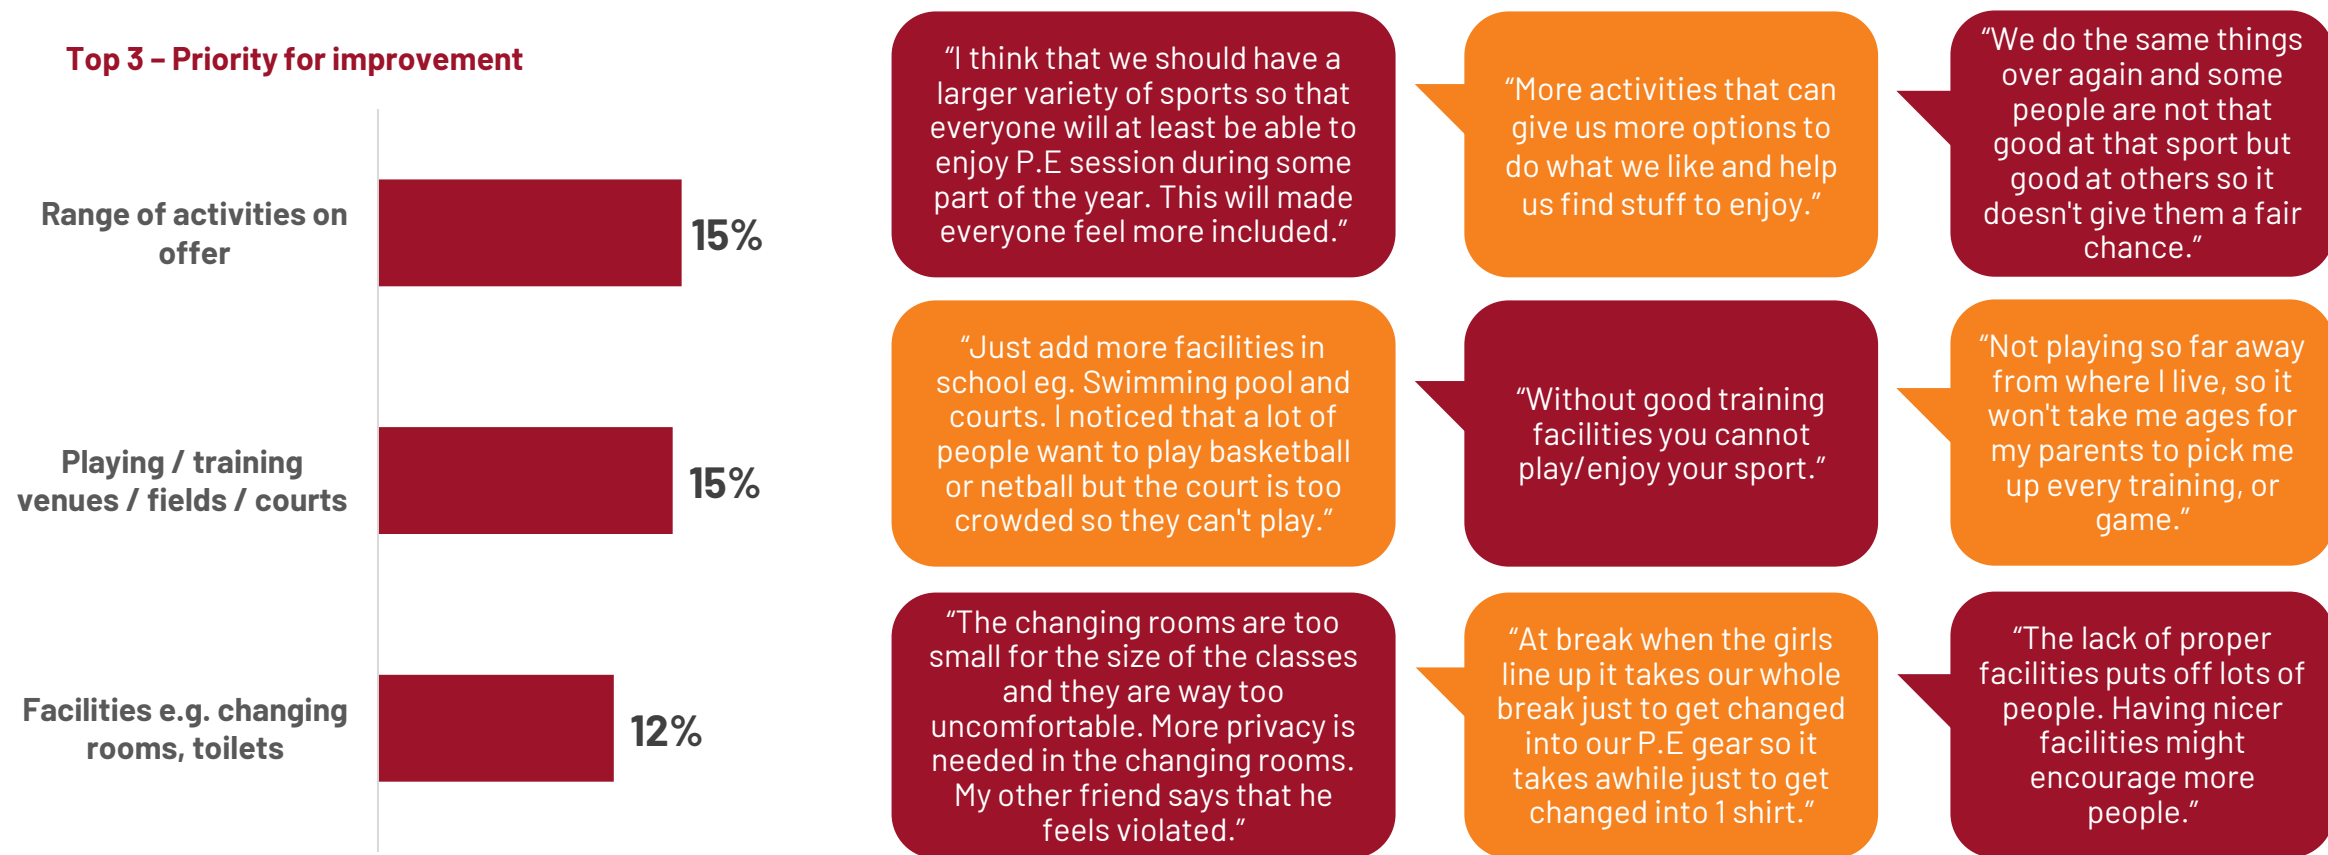 Top 3 – Priority for improvement
Range of activities on
offer
15%
Playing / training
venues / fields / courts
15%
Facilities e.g. changing
rooms, toilets
12%
“I think that we should have a
larger variety of sports so that
everyone will at least be able to
enjoy P.E session during some
part of the year. This will made
everyone feel more included.”
“More activities that can
give us more options to
do what we like and help
us find stuff to enjoy.”
“We do the same things
over again and some
people are not that
good at that sport but
good at others so it
doesn't give them a fair
chance.”
“Just add more facilities in
school eg. Swimming pool and
courts. I noticed that a lot of
people want to play basketball
or netball but the court is too
crowded so they can't play.”
“Without good training
facilities you cannot
play/enjoy your sport.”
“Not playing so far away
from where I live, so it
won't take me ages for
my parents to pick me
up every training, or
game.”
“The changing rooms are too
small for the size of the classes
and they are way too
uncomfortable. More privacy is
needed in the changing rooms.
My other friend says that he
feels violated.”
“At break when the girls
line up it takes our whole
break just to get changed
into our P.E gear so it
takes awhile just to get
changed into 1 shirt.”
“The lack of proper
facilities puts off lots of
people. Having nicer
facilities might
encourage more
people.”